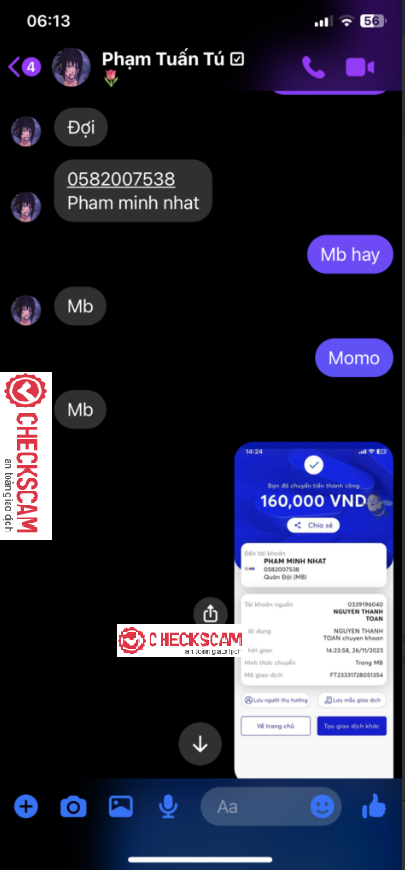 06:13
56
4
Phạm Tuấn Tú
Đợi
0582007538
Pham minh nhat
Mb hay
Mb
Momo
Mb
CHECKSCAM
an toàn giao dịch
14:24
Bạn đã chuyển tiền thành công
160,000 VND
Chia sẻ
Đến tài khoản
PHAM MINH NHAT
0582007538
Quân Đội (MB)
Tài khoản nguồn
0339196040
NGUYEN THANH
TOAN
NGUYEN THANH
TOAN chuyen khoan
CHECKSCAM
an toàn giao dịch
14:23:58, 26/11/2023
Hình thức chuyển
Trong MB
Mã giao dịch
FT23331728051354
Lưu người thụ hưởng
Lưu mẫu giao dịch
Về trang chủ
Tạo giao dịch khác
Aa